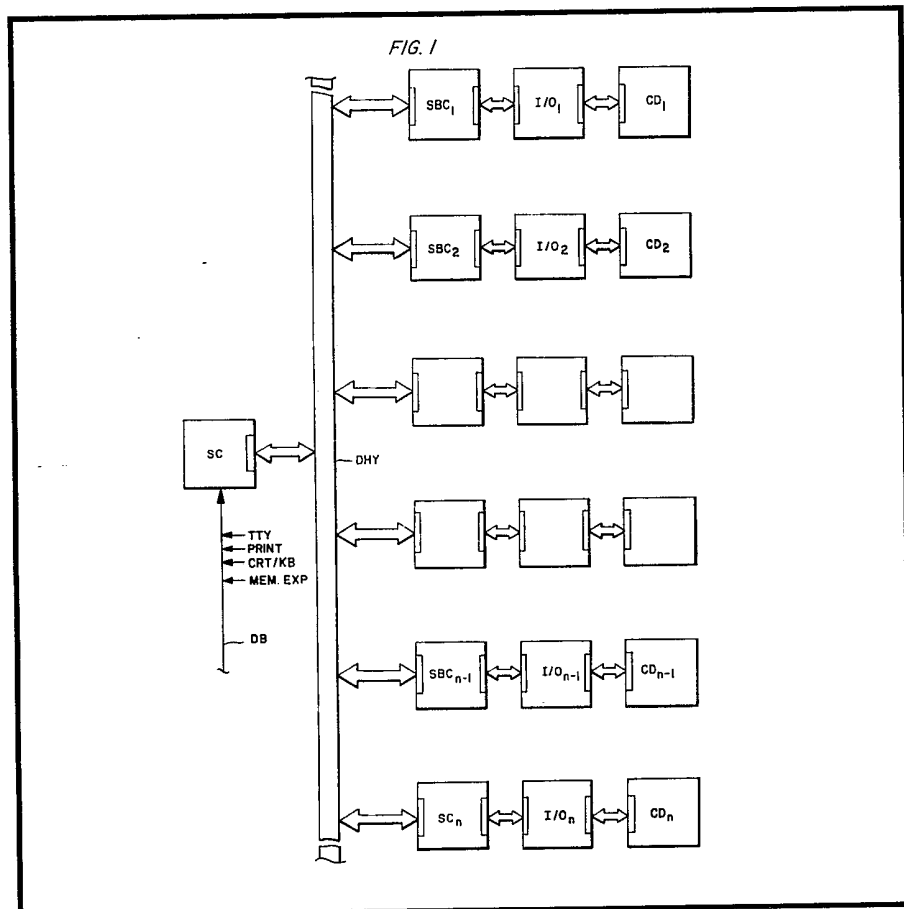 FIG. 1
SBC₁ I/O₁ CD₁
SBC₂ I/O₂ CD₂
SC
DHY
TTY
PRINT
CRT/KB
MEM. EXP
DB
SBCₙ₋₁ I/Oₙ₋₁ CDₙ₋₁
SCₙ I/Oₙ CDₙ